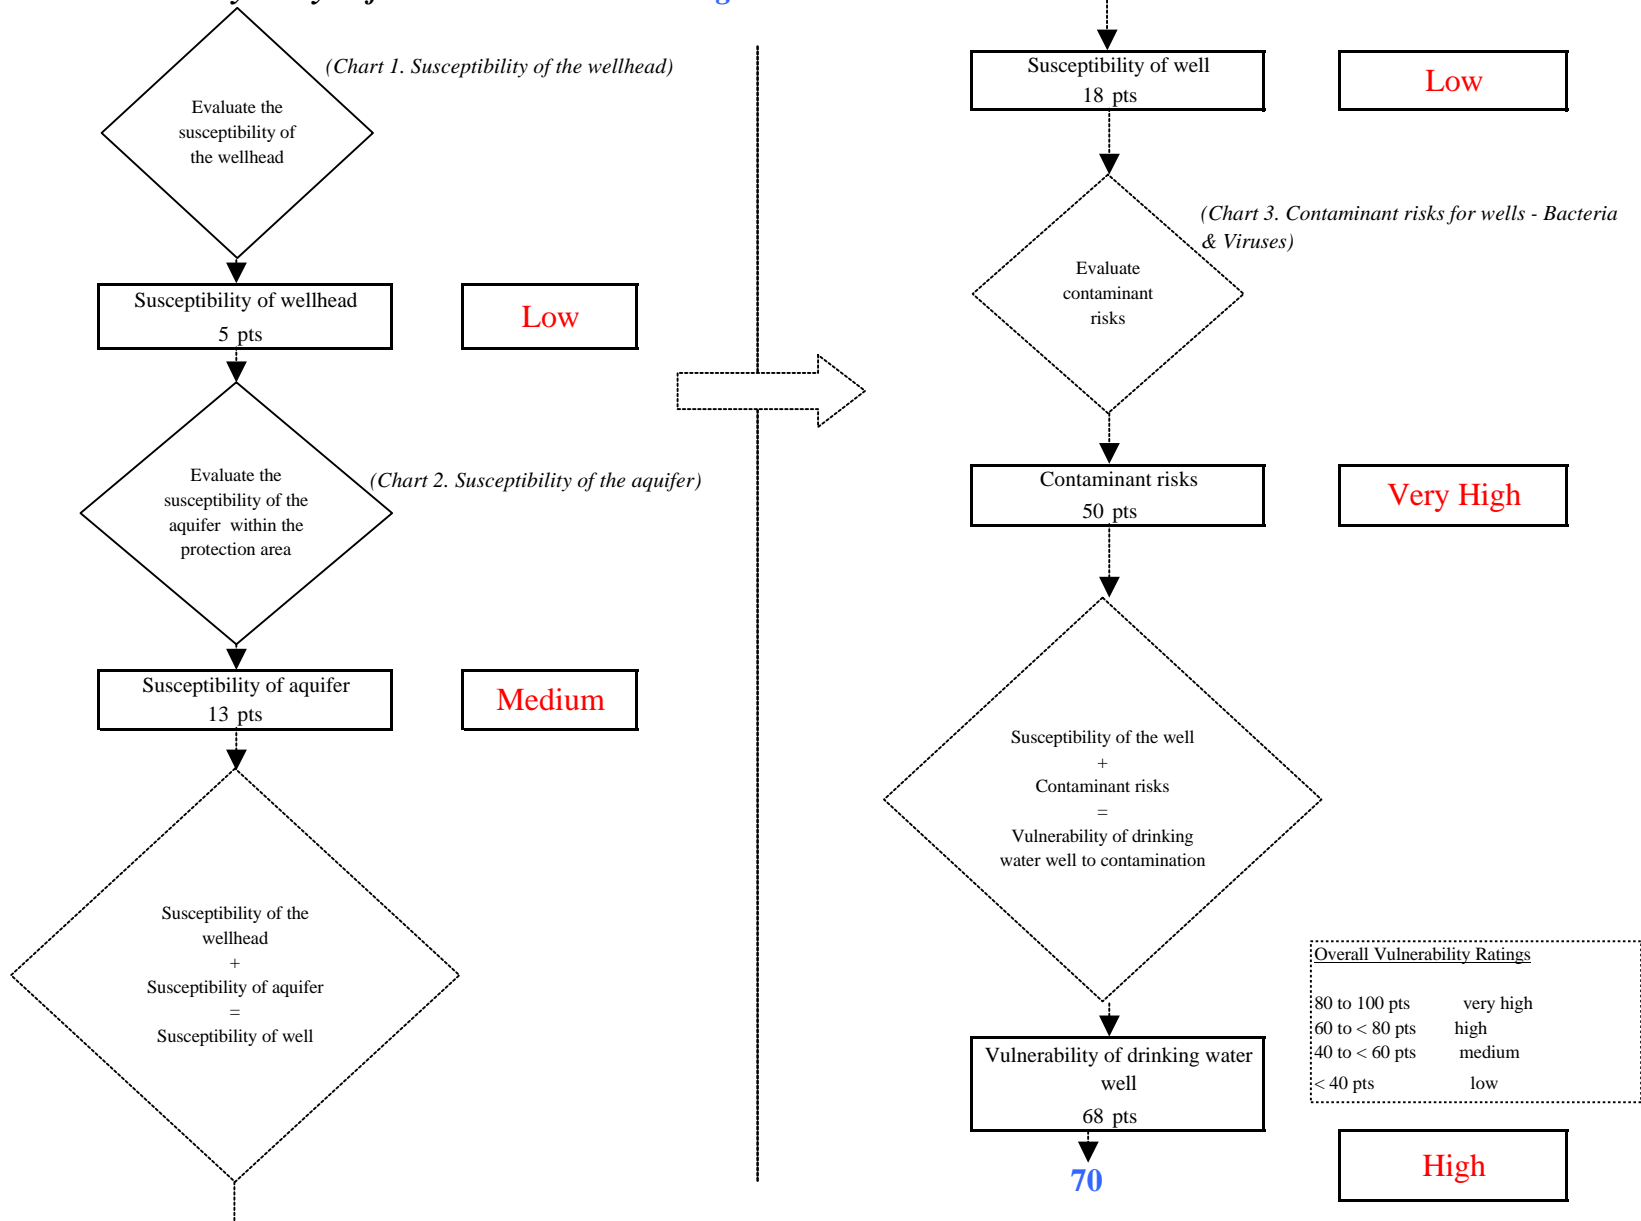 (Chart 1. Susceptibility of the wellhead)
Evaluate the
susceptibility of
the wellhead
Susceptibility of wellhead
5 pts
Low
Evaluate the
susceptibility of the
aquifer within the
protection area
(Chart 2. Susceptibility of the aquifer)
Susceptibility of aquifer
13 pts
Medium
Susceptibility of the
wellhead
+
Susceptibility of aquifer
=
Susceptibility of well
Susceptibility of well
18 pts
Low
(Chart 3. Contaminant risks for wells - Bacteria
& Viruses)
Evaluate
contaminant
risks
Contaminant risks
50 pts
Very High
Susceptibility of the well
+
Contaminant risks
=
Vulnerability of drinking
water well to contamination
Overall Vulnerability Ratings
80 to 100 pts very high
60 to < 80 pts high
40 to < 60 pts medium
< 40 pts low
Vulnerability of drinking water
well
68 pts
70
High